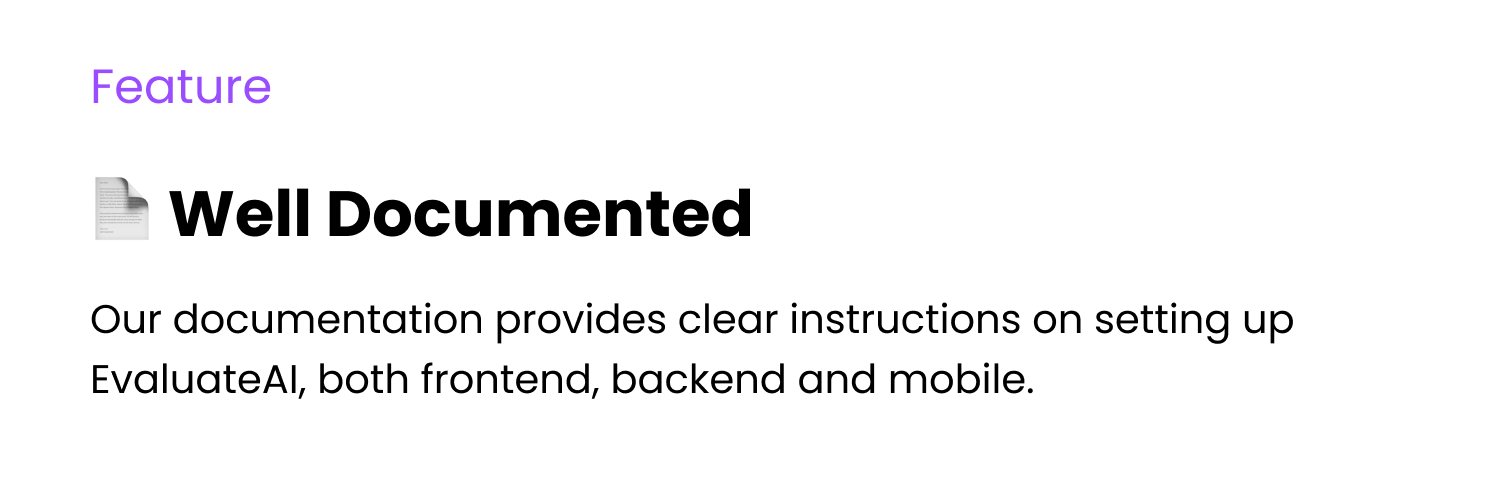 Feature
Well Documented
Our documentation provides clear instructions on setting up
EvaluateAI, both frontend, backend and mobile.